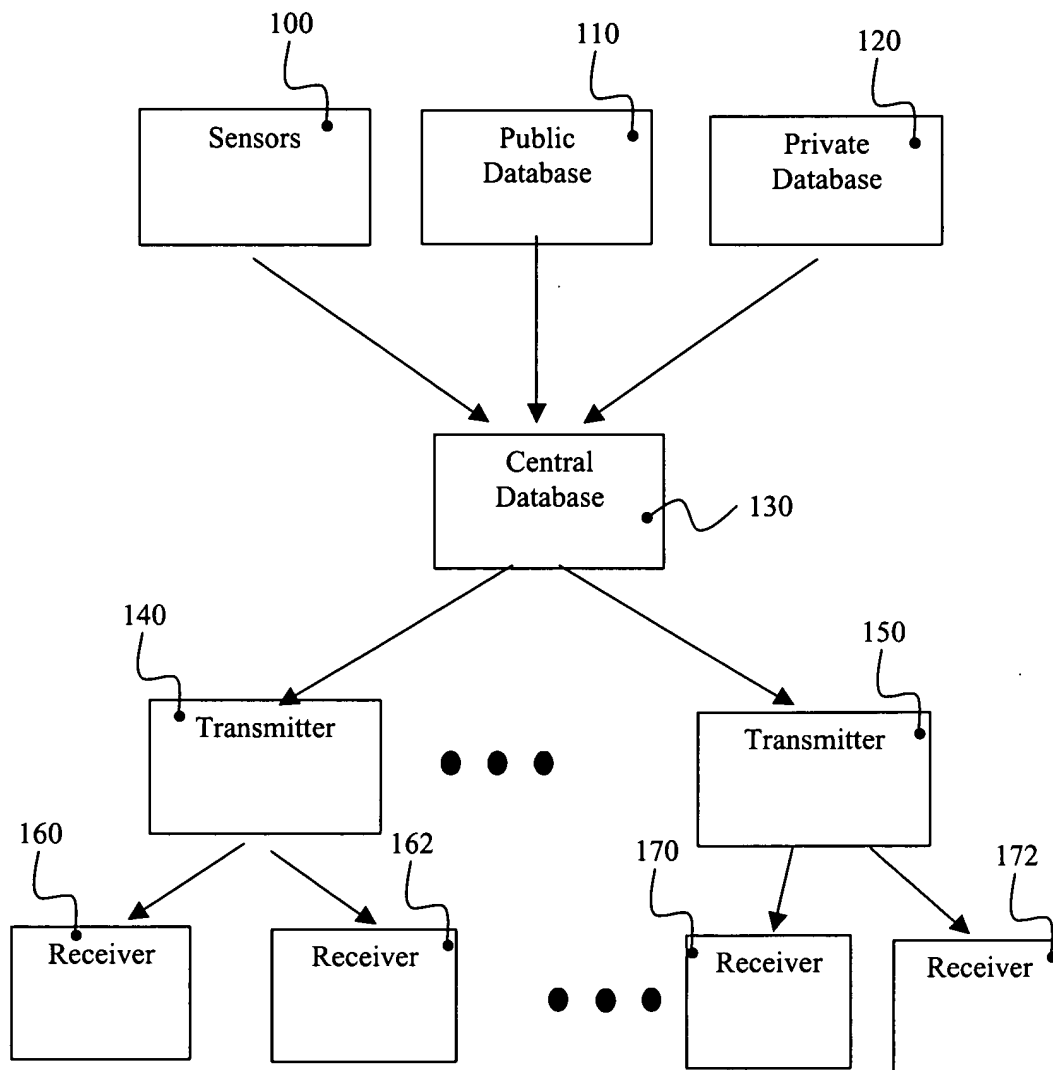 100
110
120
Sensors
Public
Database
Private
Database
Central
Database
130
140
150
Transmitter
Transmitter
160
162
170
172
Receiver
Receiver
Receiver
Receiver